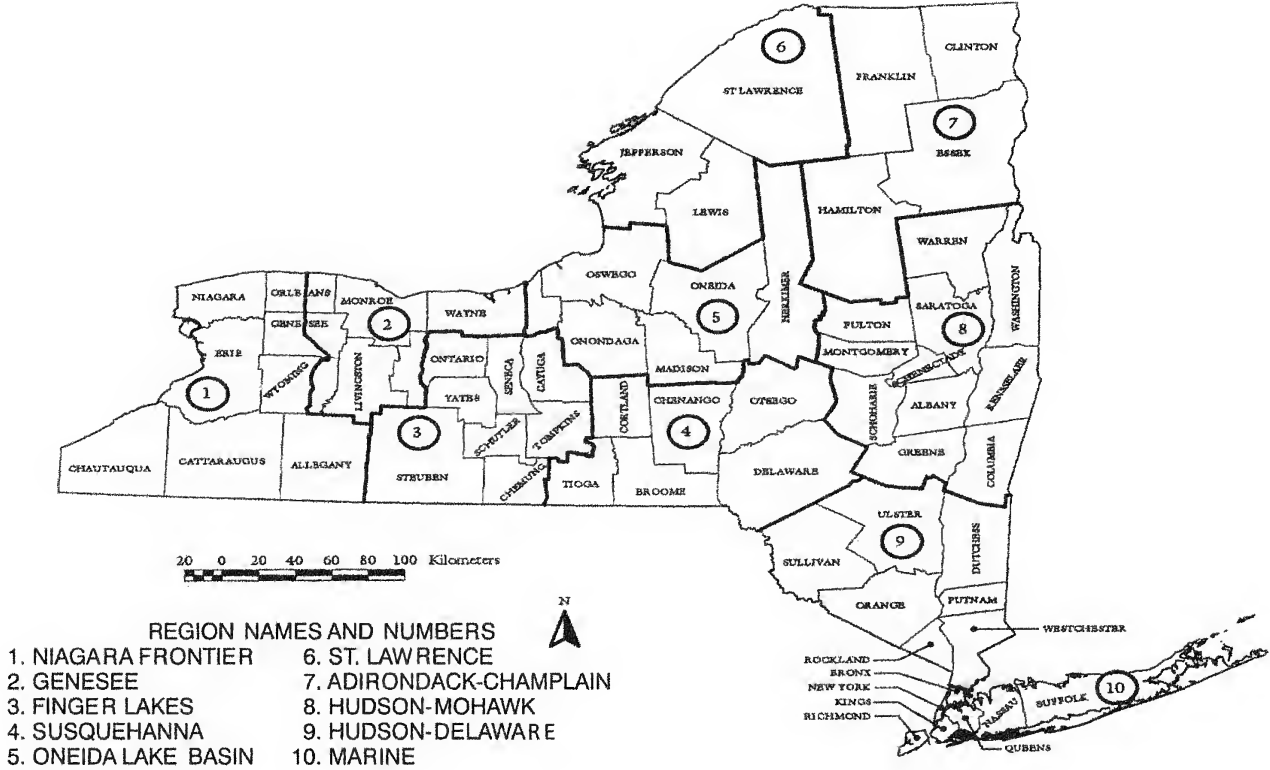 6
CLINTON
FRANKLIN
ST LAWRENCE
7
ESSEX
JEFFERSON
LEWIS
HAMILTON
WARREN
WASHINGTON
OSWEGO
ONEIDA
HERKIMER
NIAGARA
ORLEANS
MONROE
2
WAYNE
GENESEE
5
SARATOGA
8
FULTON
MONTGOMERY
SCHENECTADY
ERIE
WYOMING
LIVINGSTON
ONTARIO
SENECA
CAYUGA
ONONDAGA
MADISON
1
YATES
CORTLAND
CHENANGO
OTSEGO
SCHOHARIE
ALBANY
RENSSELAER
3
SCHUYLER
TOMPKINS
4
CHAUTAUQUA
CATTARAUGUS
ALLEGANY
STEUBEN
CHEMUNG
TIOGA
BROOME
DELAWARE
GREENE
COLUMBIA
ULSTER
9
DUTCHESS
SULLIVAN
ORANGE
PUTNAM
WESTCHESTER
ROCKLAND
BRONX
NEW YORK
KINGS
RICHMOND
NASSAU
SUFFOLK
10
QUEENS
20 0 20 40 60 80 100 Kilometers
N
REGION NAMES AND NUMBERS
1. NIAGARA FRONTIER 6. ST. LAWRENCE
2. GENESEE 7. ADIRONDACK-CHAMPLAIN
3. FINGER LAKES 8. HUDSON-MOHAWK
4. SUSQUEHANNA 9. HUDSON-DELAWARE
5. ONEIDA LAKE BASIN 10. MARINE